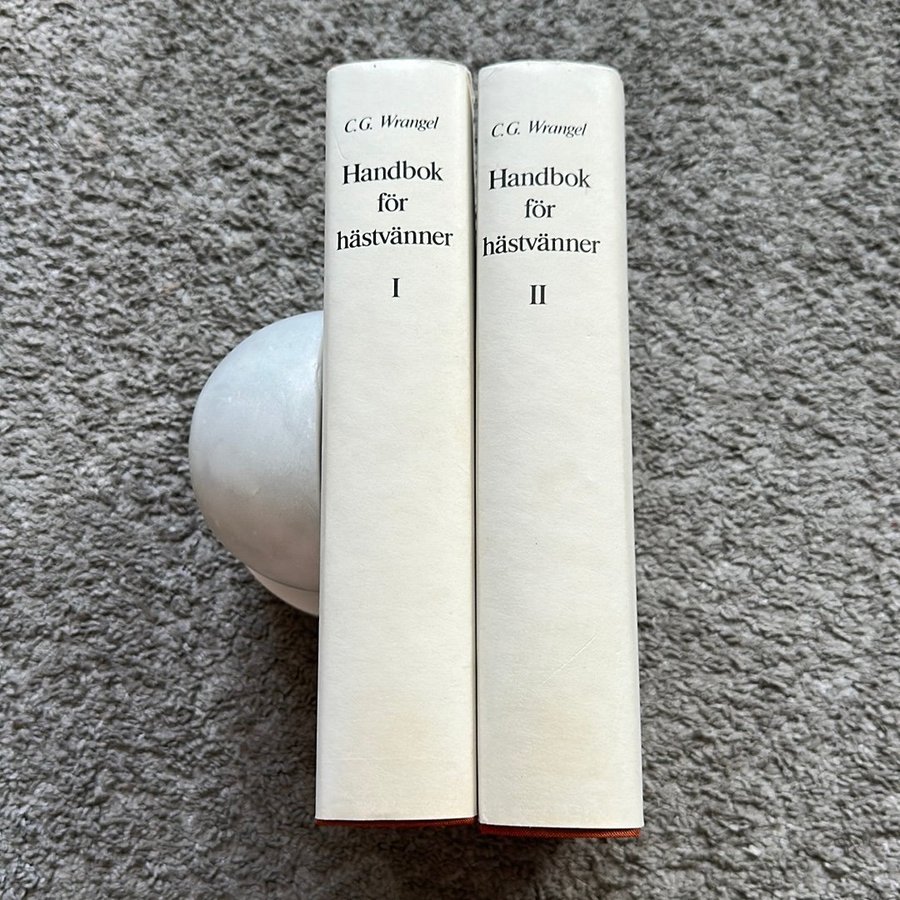 C.G. Wrangel
Handbok
för
hästvänner
I
C.G. Wrangel
Handbok
för
hästvänner
II